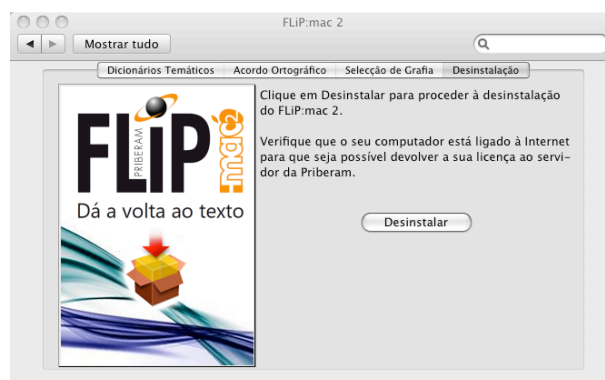 FLiP:mac 2
Mostrar tudo
Dicionários Temáticos Acordo Ortográfico Selecção de Grafia Desinstalação
FLiP:mac2
PRIBERAM
Dá a volta ao texto
Clique em Desinstalar para proceder à desinstalação
do FLiP:mac 2.
Verifique que o seu computador está ligado à Internet
para que seja possível devolver a sua licença ao servi-
dor da Priberam.
Desinstalar